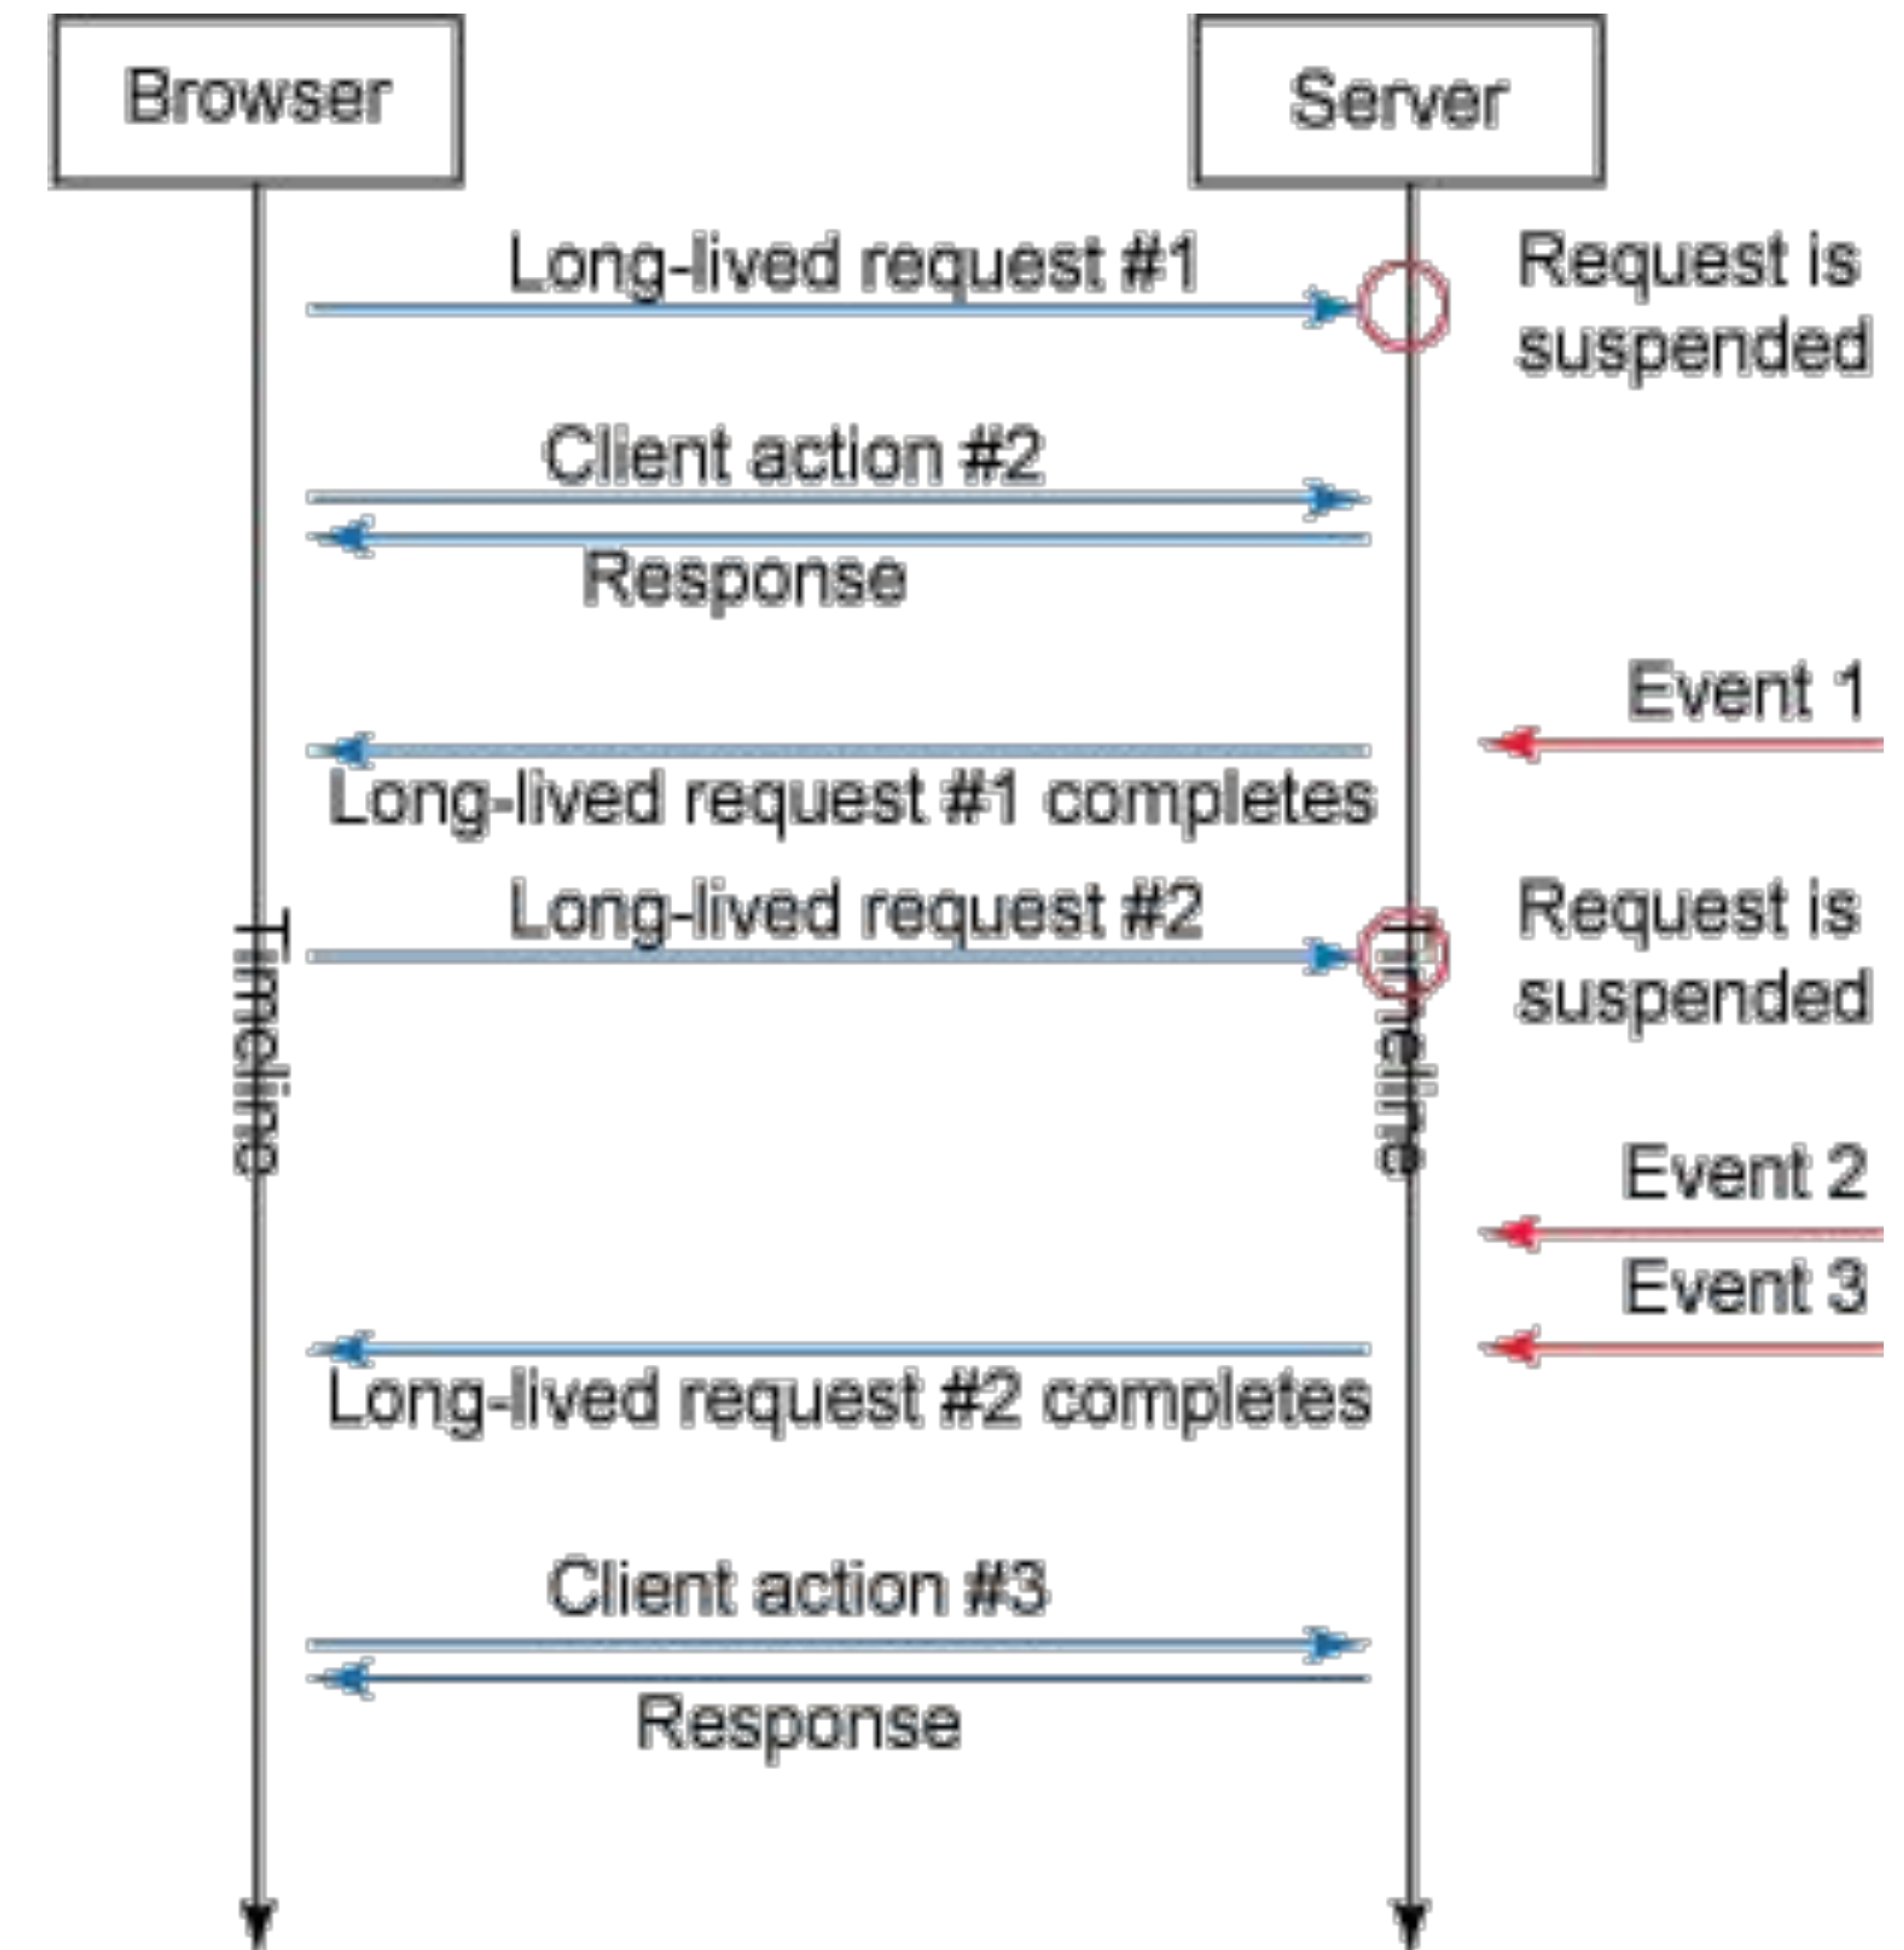 Browser
Server
Long-lived request #1
Request is
suspended
Client action #2
Response
Event 1
Long-lived request #1 completes
Long-lived request #2
Request is
suspended
Timeline
Timeline
Event 2
Event 3
Long-lived request #2 completes
Client action #3
Response